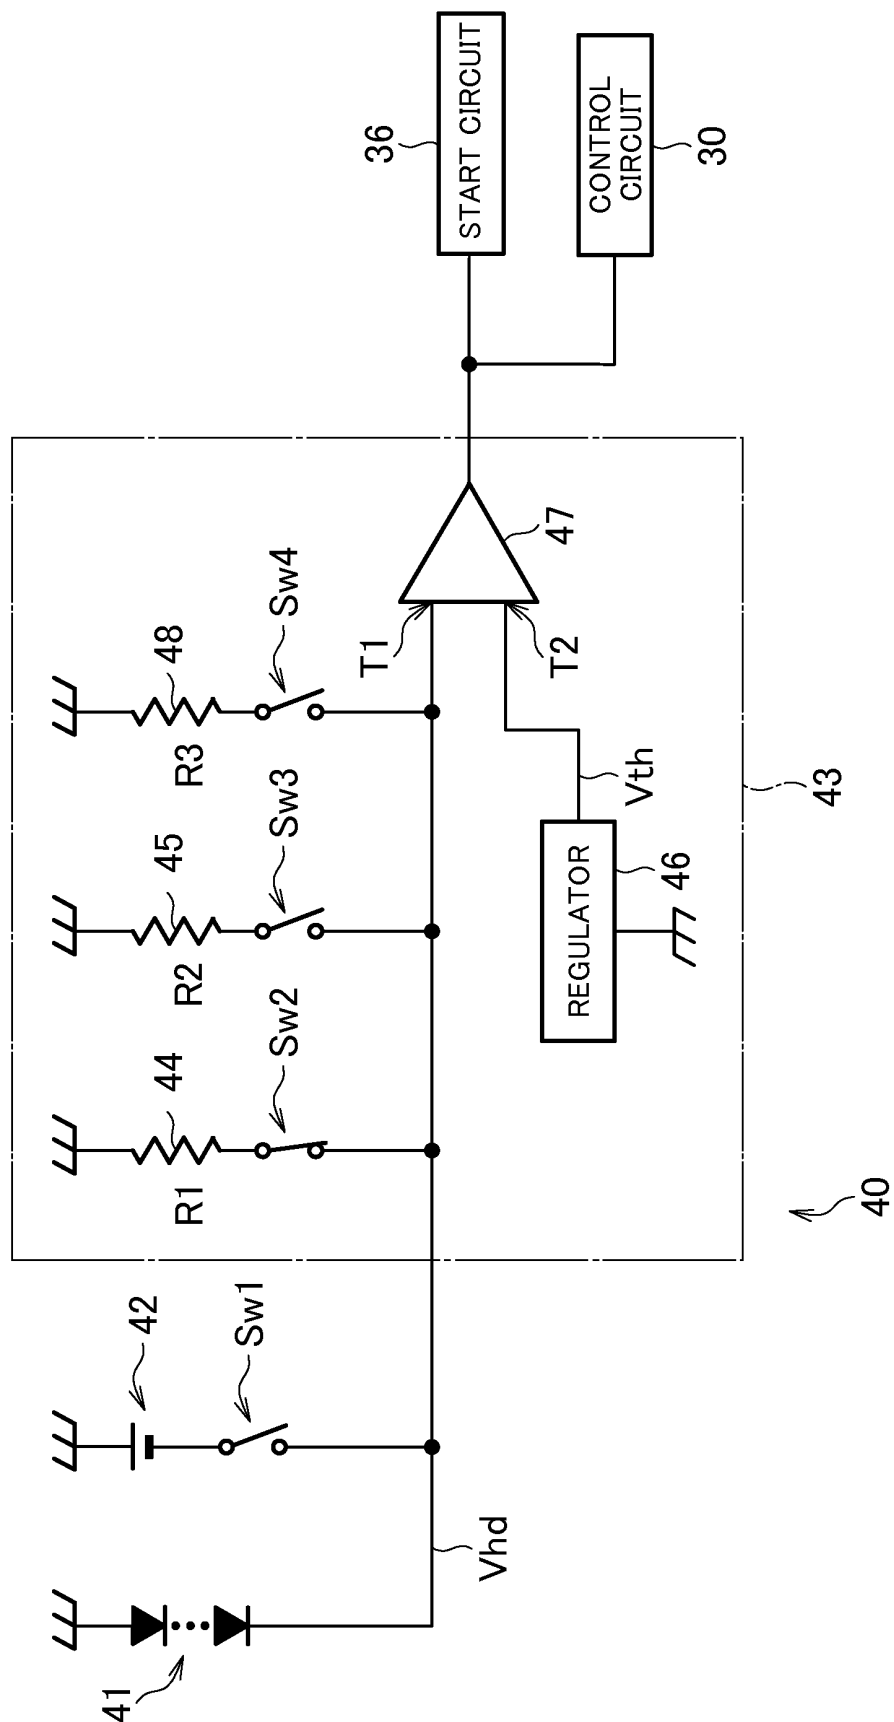 40
41
42
Sw1
Vhd
43
44
R1
Sw2
45
R2
Sw3
48
R3
Sw4
REGULATOR
46
Vth
T1
T2
47
36
START CIRCUIT
CONTROL
CIRCUIT
30